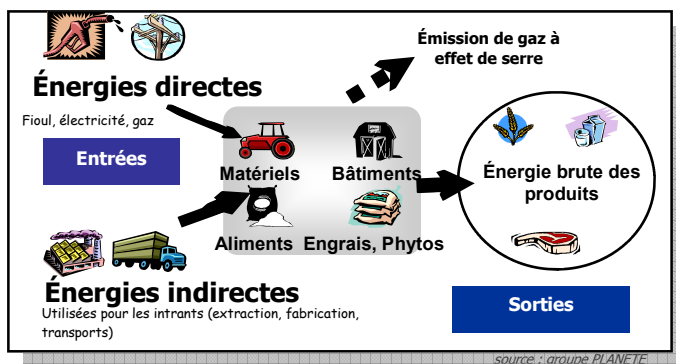 Émission de gaz à
effet de serre
Énergies directes
Fioul, électricité, gaz
Entrées
Matériels
Bâtiments
Aliments
Engrais, Phytos
Énergie brute des
produits
Énergies indirectes
Utilisées pour les intrants (extraction, fabrication,
transports)
Sorties
source : groupe PLANETE